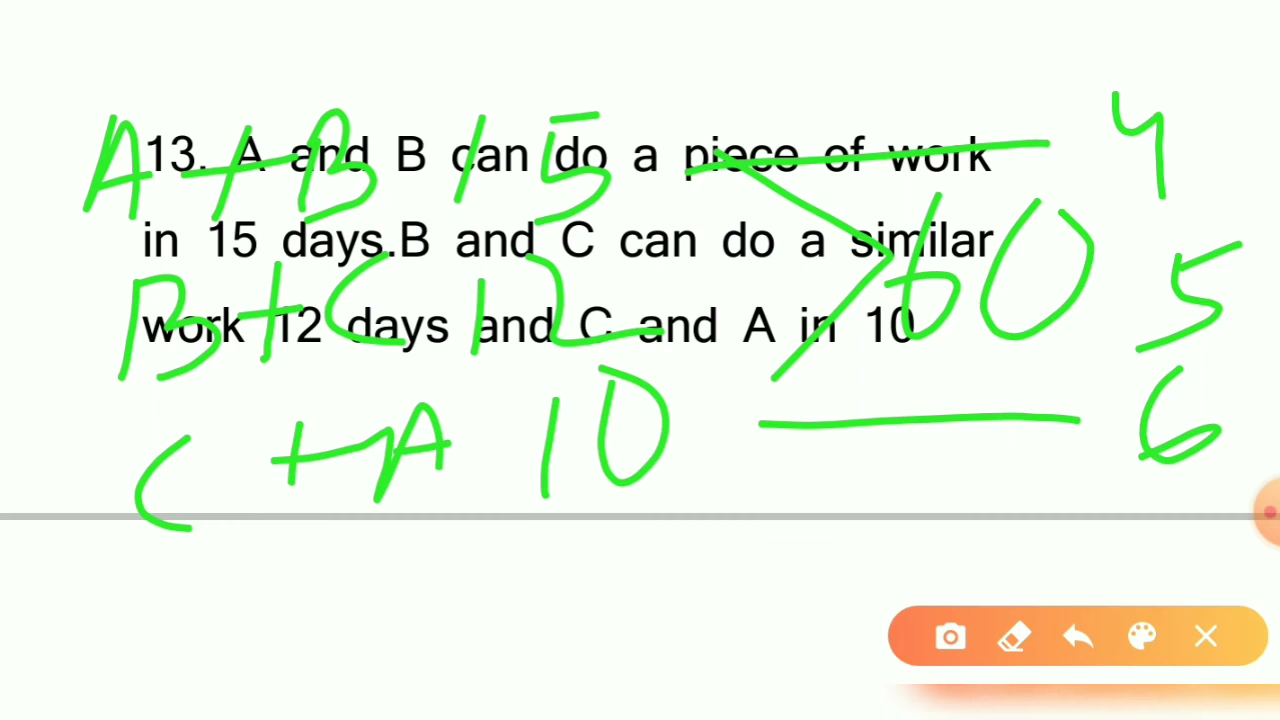 13. A and B can do a piece of work
in 15 days.B and C can do a similar
work 12 days and C and A in 10
A+B 15 4
B+C 12 60 5
C+A 10 6